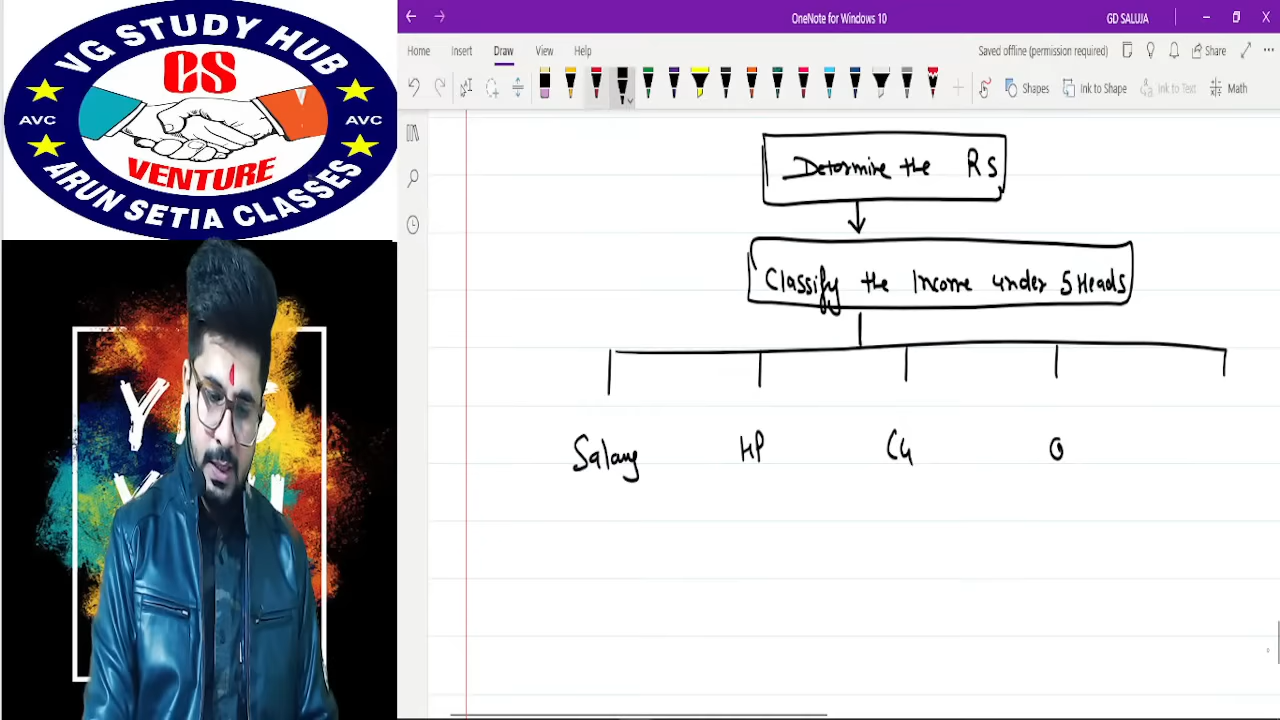 VG STUDY HUB
CS
AVC
AVC
VENTURE
ARUN SETIA CLASSES
OneNote for Windows 10
GD SALUJA
Home
Insert
Draw
View
Help
Saved offline (permission required)
Share
Shapes
Ink to Shape
Ink to Text
Math
Determine the RS
Classify the Income under 5 Heads
Salary
HP
CG
O